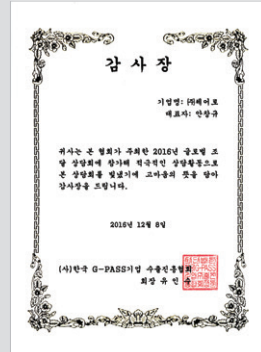 감 사 장
기업명: ㈜페어로
대표자: 안창규
귀사는 본 협회가 주최한 2016년 글로벌 조
달 상담회에 참가해 적극적인 상담활동으로
본 상담회를 빛냈기에 고마움의 뜻을 담아
감사장을 드립니다.
2016년 12월 8일
(사)한국 G-PASS기업 수출진흥협회
회장 유 인 수